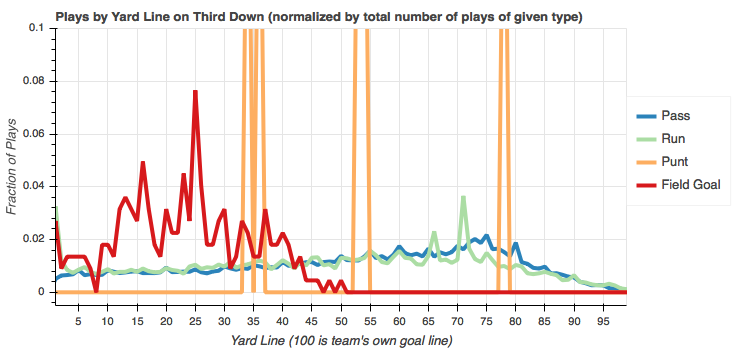 Plays by Yard Line on Third Down (normalized by total number of plays of given type)
0.1
0.08
0.06
0.04
0.02
0
Fraction of Plays
5 10 15 20 25 30 35 40 45 50 55 60 65 70 75 80 85 90 95
Yard Line (100 is team's own goal line)
Pass
Run
Punt
Field Goal